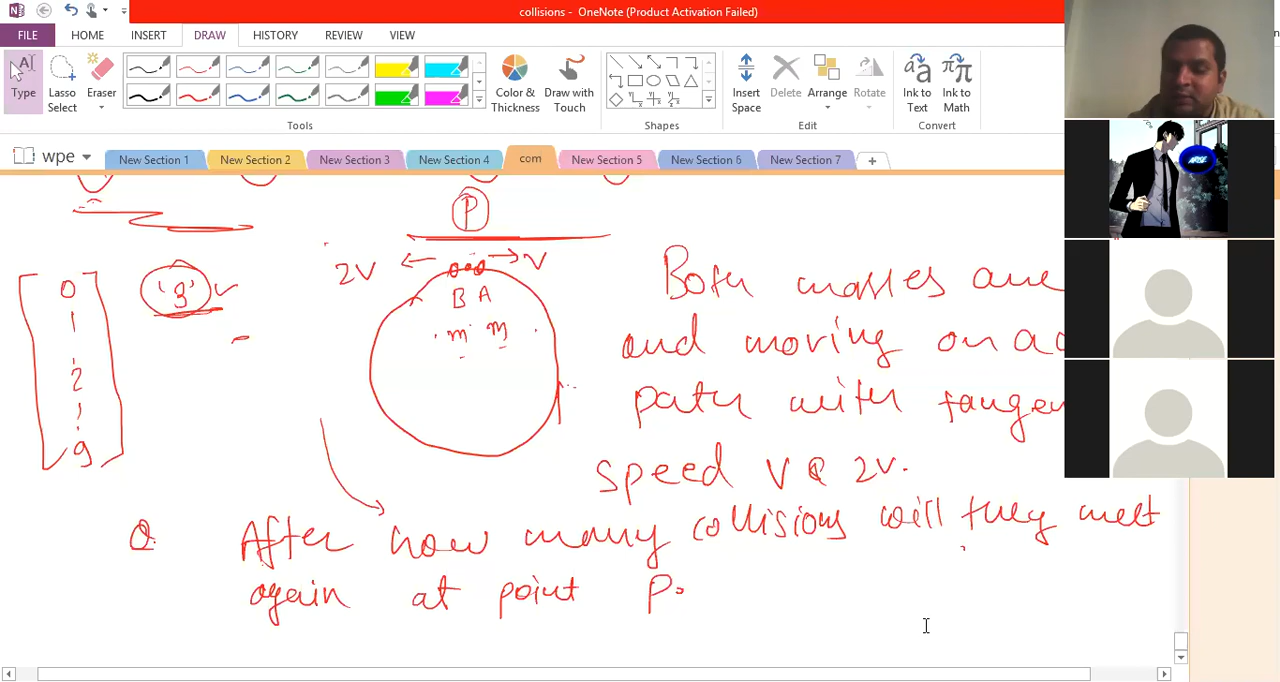 collisions - OneNote (Product Activation Failed)
FILE HOME INSERT DRAW HISTORY REVIEW VIEW
Type
Lasso Select
Eraser
Color & Thickness
Draw with Touch
Insert Space
Delete
Arrange
Rotate
Ink to Text
Ink to Math
Tools
Shapes
Edit
Convert
wpe
New Section 1 New Section 2 New Section 3 New Section 4 com New Section 5 New Section 6 New Section 7
ARISE
P
2V V
B A
m m
0
1
2
9
Both masses are
and moving on a
path with tangen
speed V & 2V.
Q After how many collisions will they meet
again at point P.